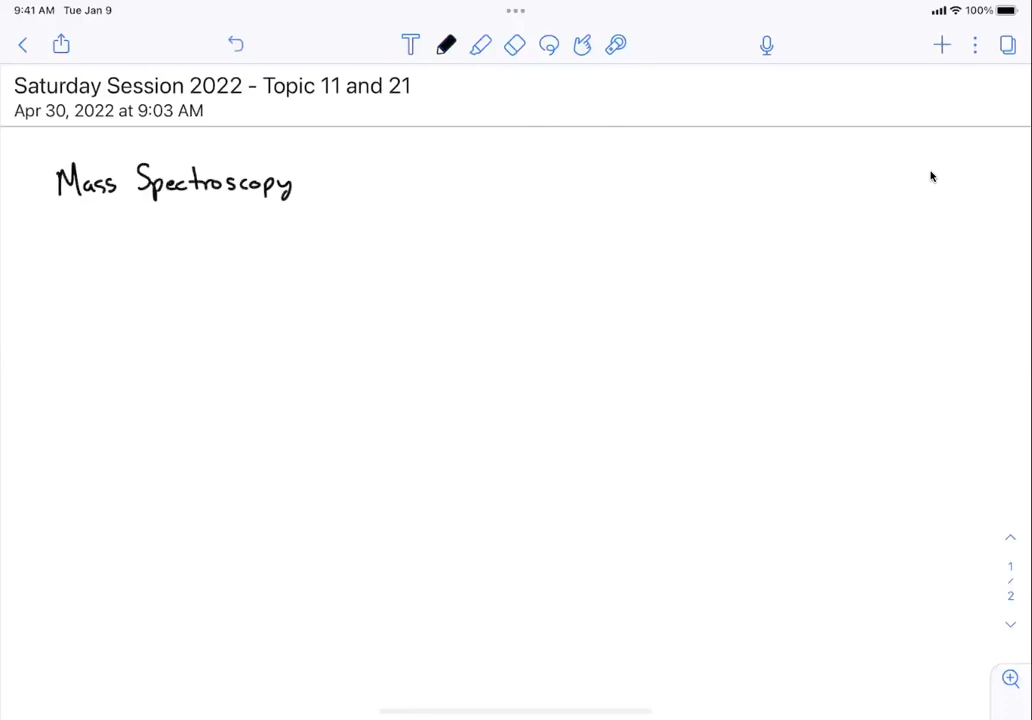 9:41 AM Tue Jan 9
100%
Saturday Session 2022 - Topic 11 and 21
Apr 30, 2022 at 9:03 AM
Mass Spectroscopy
1
/
2